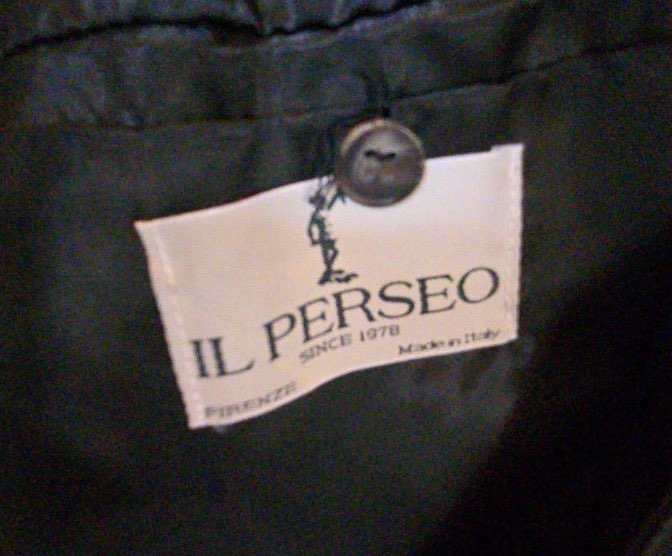 IL PERSEO
SINCE 1978
Made in Italy
FIRENZE